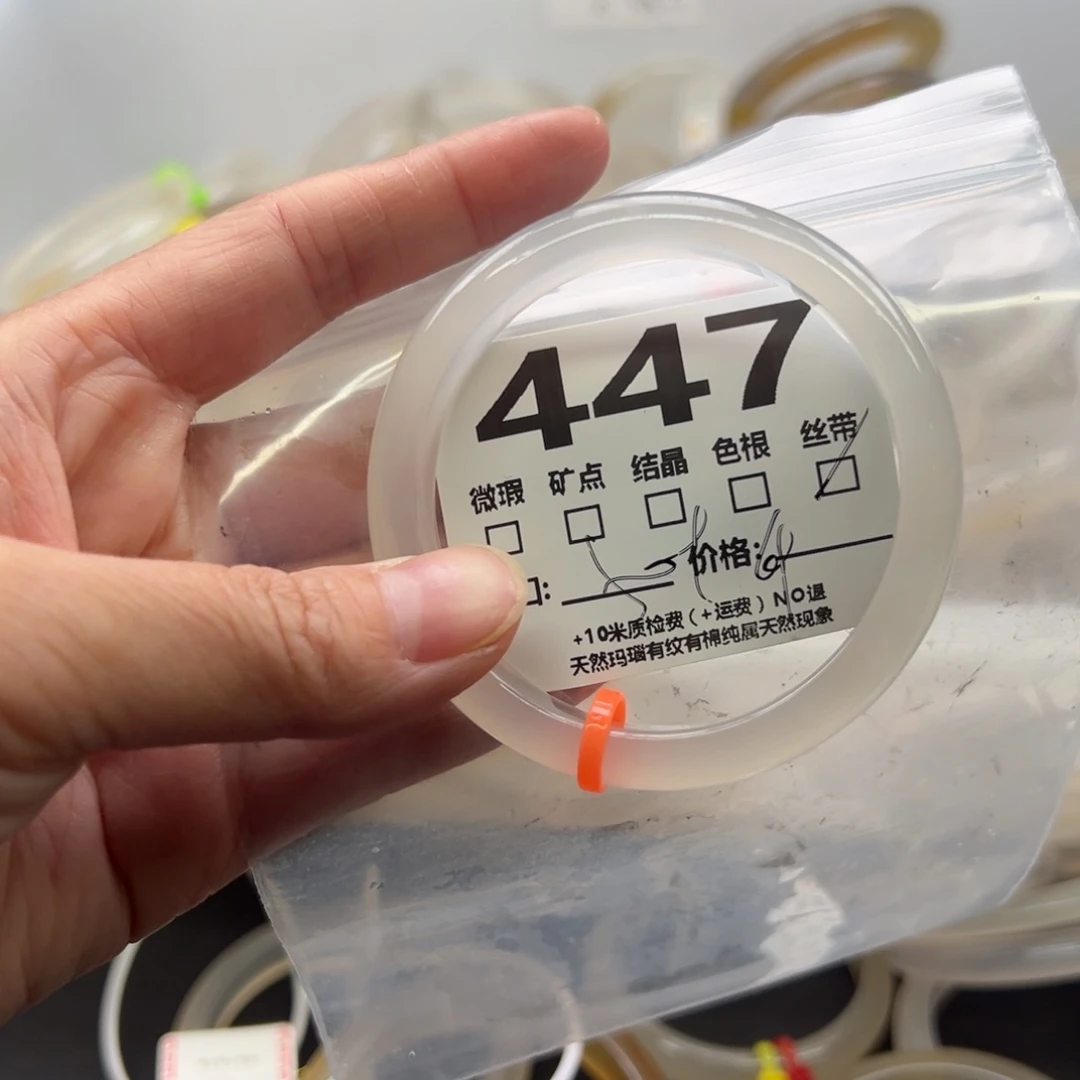 447
微瑕 矿点 结晶 色根 丝带
口: 价格:
+10米质检费(+运费)NO退
天然玛瑙有纹有棉纯属天然现象